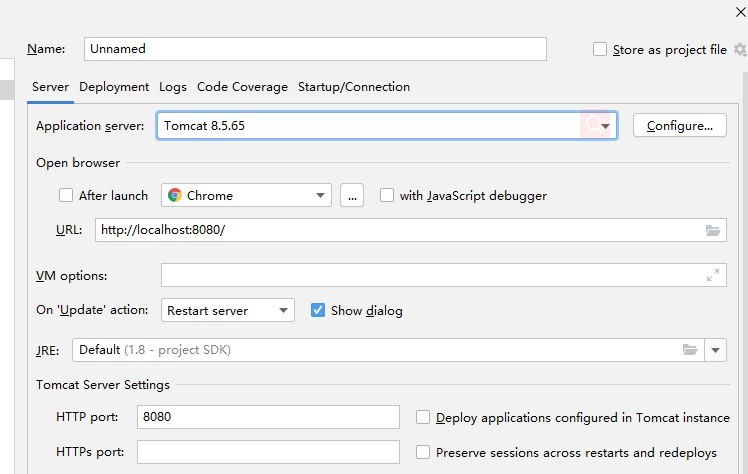 Name: Unnamed Store as project file
Server Deployment Logs Code Coverage Startup/Connection
Application server: Tomcat 8.5.65 Configure...
Open browser
After launch Chrome ... with JavaScript debugger
URL: http://localhost:8080/
VM options:
On 'Update' action: Restart server Show dialog
JRE: Default (1.8 - project SDK)
Tomcat Server Settings
HTTP port: 8080 Deploy applications configured in Tomcat instance
HTTPs port: Preserve sessions across restarts and redeploys